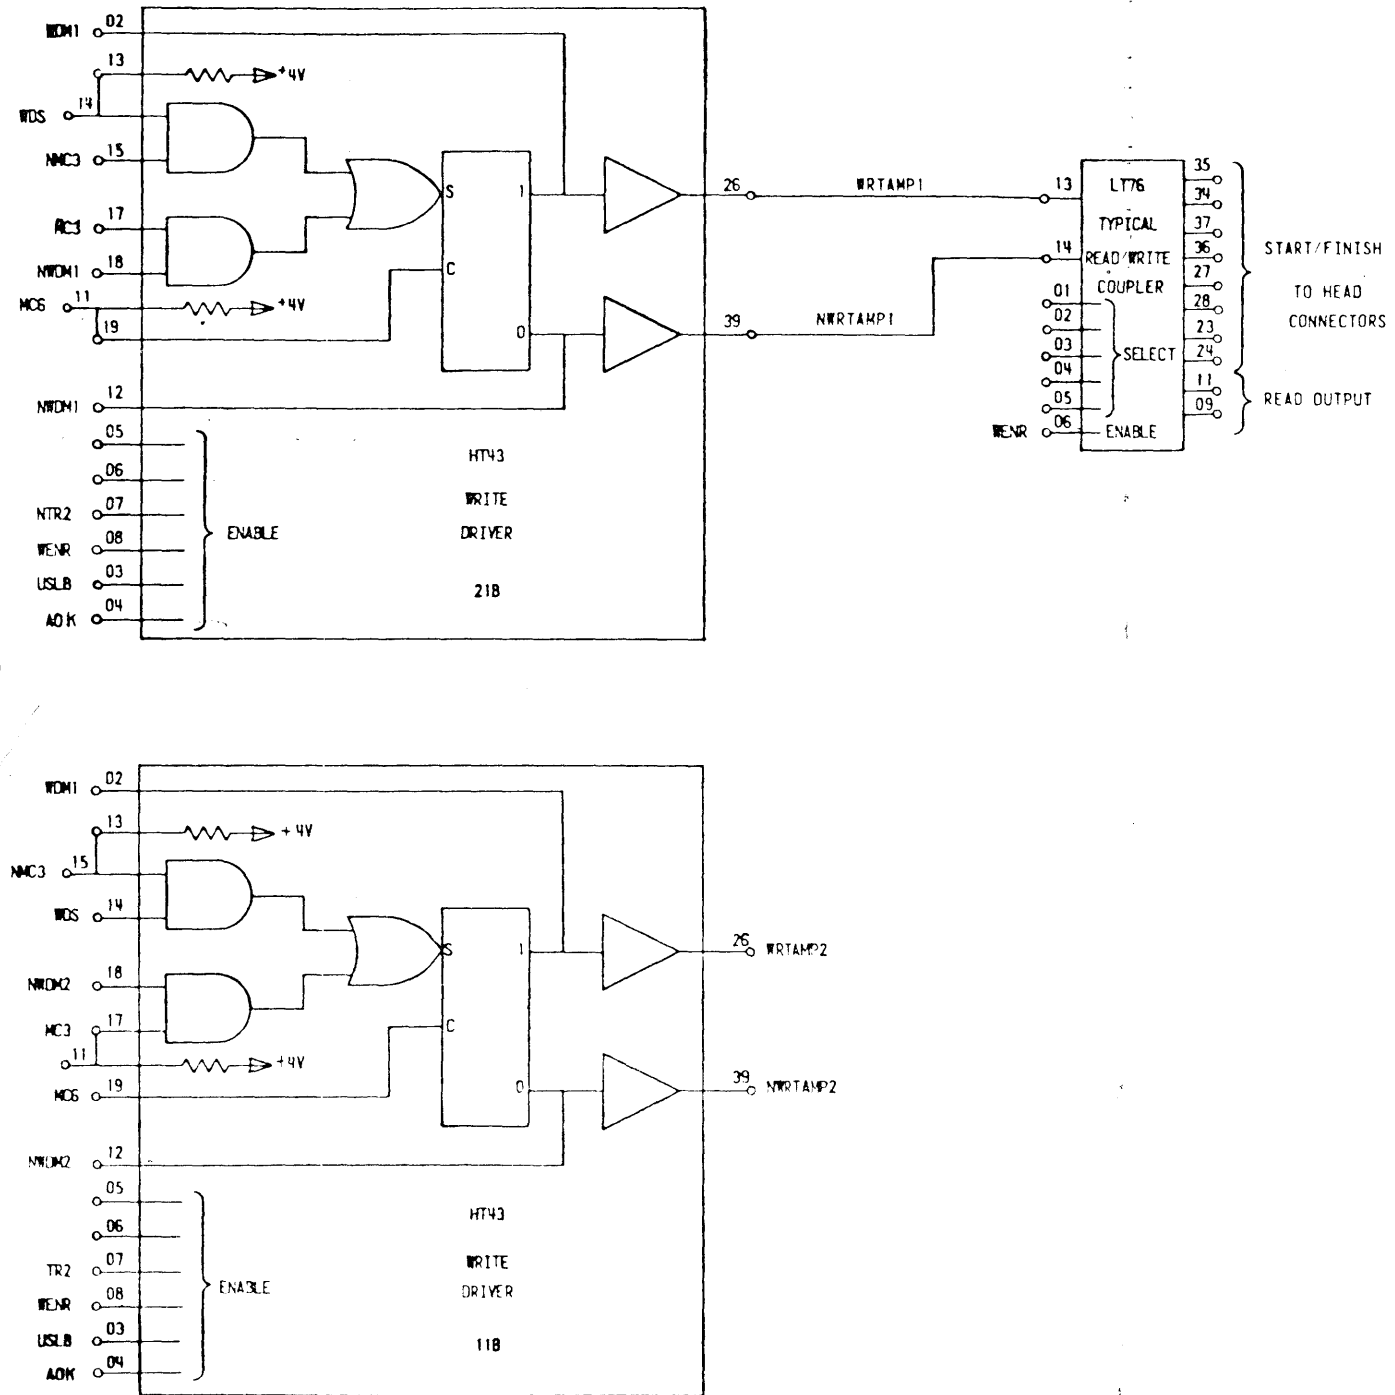 WDM1 02
13
+4V
WDS 14
NMC3 15
17
NWDM1 18
MC6 11
+4V
19
NWDM1 12
05
06
NTR2 07
WENR 08
USLB 03
AOK 04
ENABLE
S
C
1
0
HT43
WRITE
DRIVER
21B
26 WRTAMP1 13
39 NWRTAMP1 14
LT76
TYPICAL
READ/WRITE
COUPLER
01
02
03
04
05
SELECT
WENR 06 ENABLE
35
34
37
36
27
28
23
24
11
09
START/FINISH
TO HEAD
CONNECTORS
READ OUTPUT
WDM1 02
13
+4V
NMC3 15
WDS 14
NWDM2 18
MC3 17
11
+4V
MC6 19
NWDM2 12
05
06
TR2 07
WENR 08
USLB 03
AOK 04
ENABLE
S
C
1
0
HT43
WRITE
DRIVER
11B
26 WRTAMP2
39 NWRTAMP2